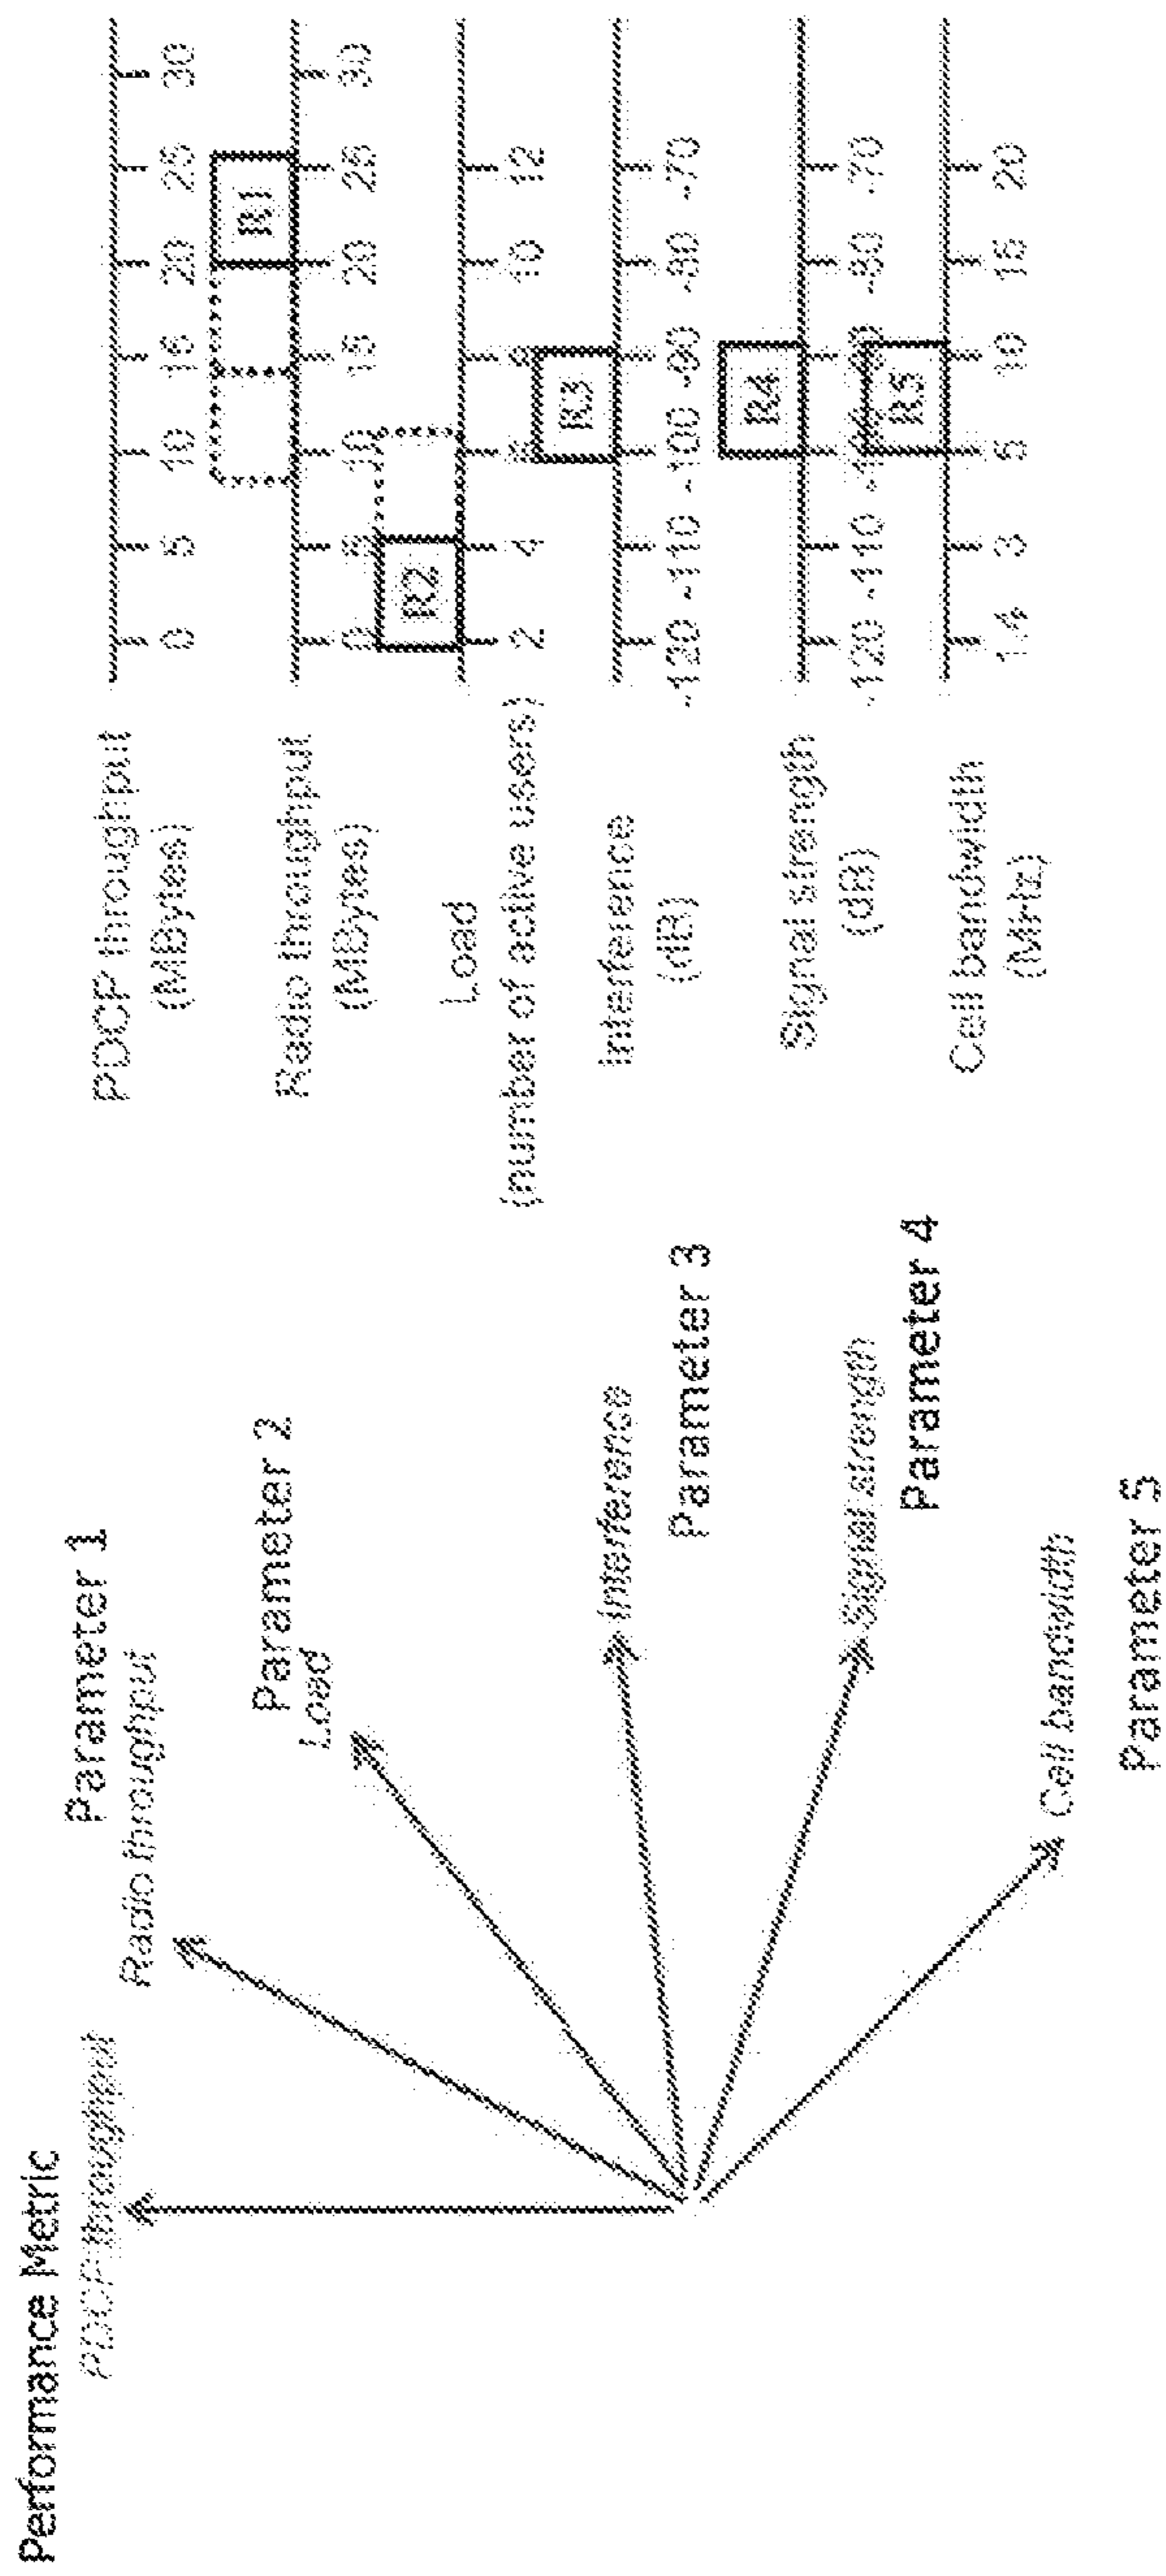 Performance Metric
PDCP throughput
Parameter 1
Radio throughput
Parameter 2
Load
Interference
Parameter 3
Signal strength
Parameter 4
Cell bandwidth
Parameter 5
PDCP throughput
(MBytes)
0 5 10 15 20 25 30
Radio throughput
(MBytes)
R1
0 5 10 15 20 25 30
Load
(number of active users)
R2
2 4 10 12
Interference
(dB)
R3
-120 -110 -100 -90 -80 -70
Signal strength
(dB)
R4
-120 -110 -80 -70
Cell bandwidth
(MHz)
R5
1.4 3 5 10 15 20